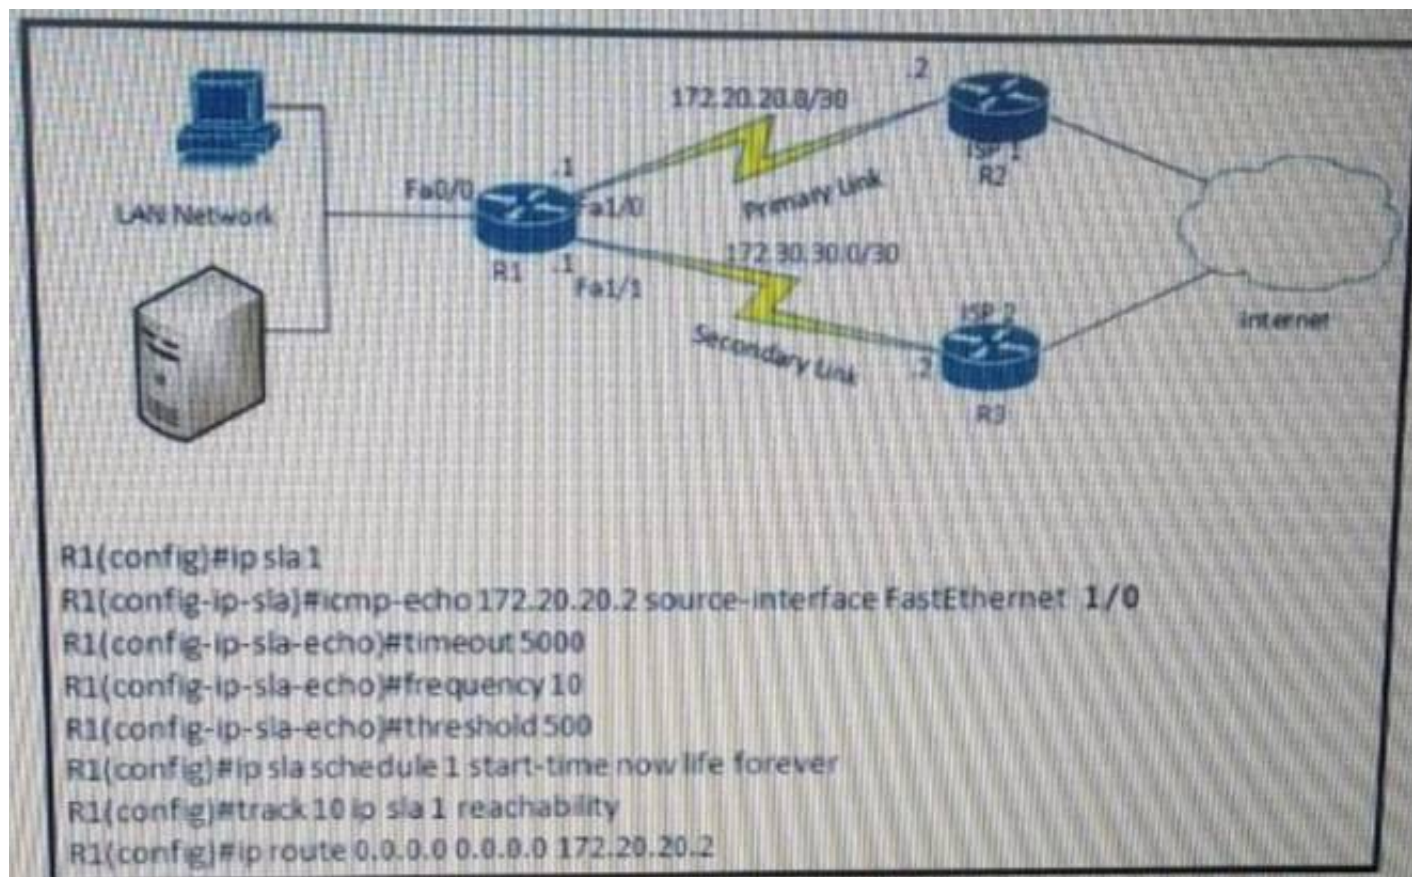 .2
172.20.20.0/30
ISP 1
R2
.1
Fa0/0
Fa1/0
Primary Link
LAN Network
172.30.30.0/30
R1
.1
Fa1/1
ISP 2
internet
Secondary Link
.2
R3
R1(config)#ip sla 1
R1(config-ip-sla)#icmp-echo 172.20.20.2 source-interface FastEthernet 1/0
R1(config-ip-sla-echo)#timeout 5000
R1(config-ip-sla-echo)#frequency 10
R1(config-ip-sla-echo)#threshold 500
R1(config)#ip sla schedule 1 start-time now life forever
R1(config)#track 10 ip sla 1 reachability
R1(config)#ip route 0.0.0.0 0.0.0.0 172.20.20.2